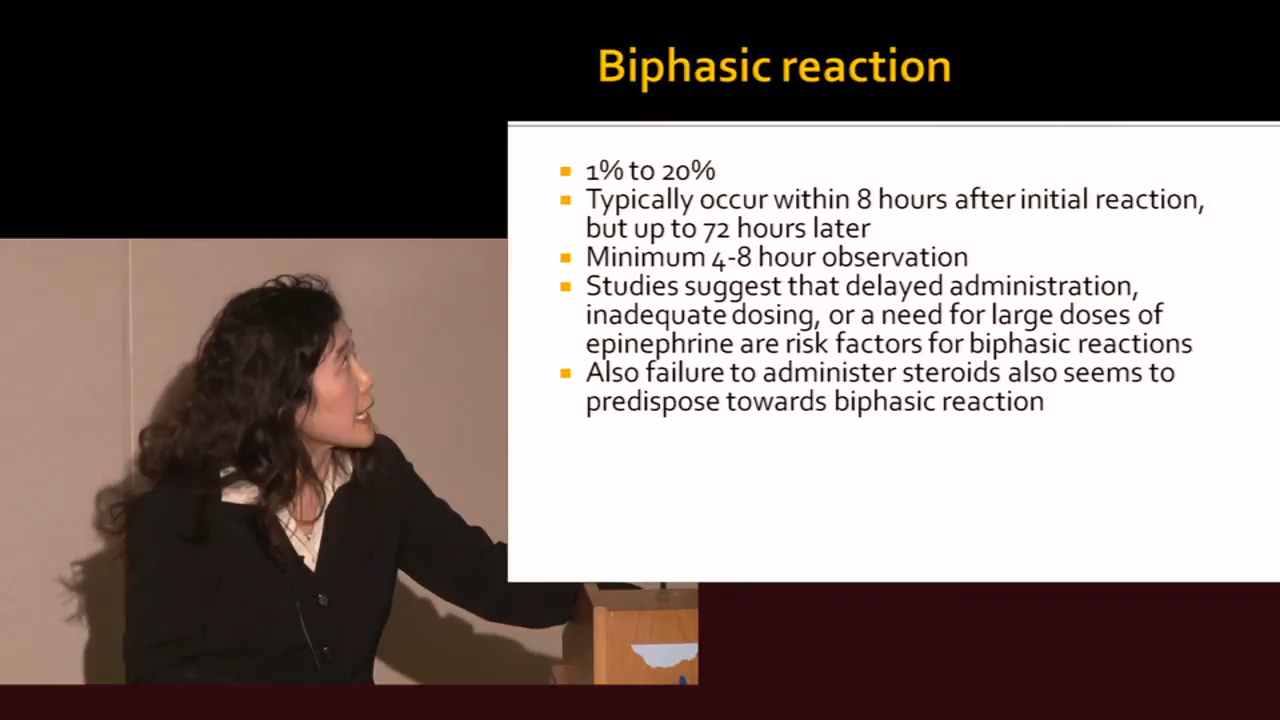 Biphasic reaction
1% to 20%
Typically occur within 8 hours after initial reaction,
but up to 72 hours later
Minimum 4-8 hour observation
Studies suggest that delayed administration,
inadequate dosing, or a need for large doses of
epinephrine are risk factors for biphasic reactions
Also failure to administer steroids also seems to
predispose towards biphasic reaction